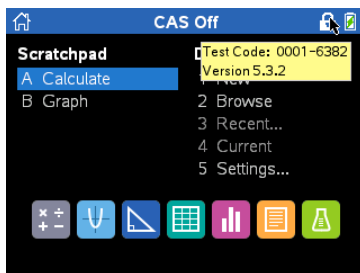 CAS Off
Scratchpad
A Calculate
B Graph
Test Code: 0001-6382
Version 5.3.2
1 New
2 Browse
3 Recent...
4 Current
5 Settings...